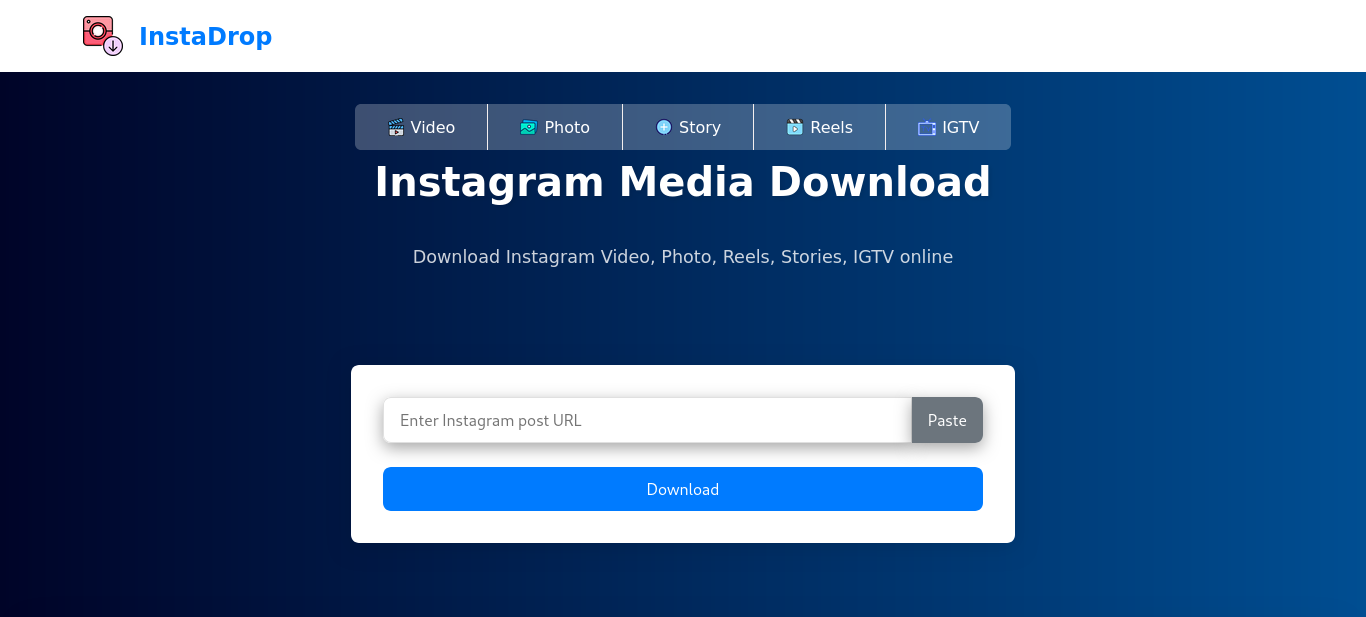 InstaDrop
Video Photo Story Reels IGTV
Instagram Media Download
Download Instagram Video, Photo, Reels, Stories, IGTV online
Enter Instagram post URL Paste
Download